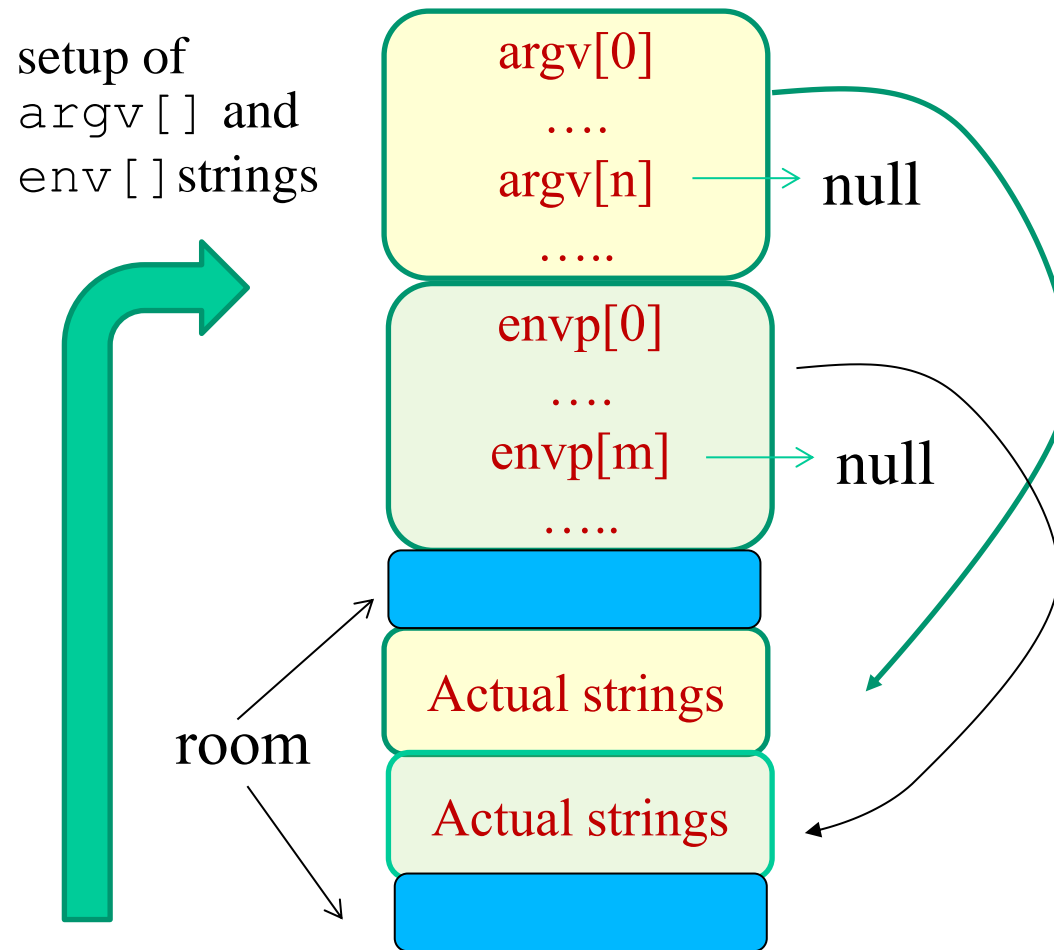 setup of
argv[] and
env[] strings
argv[0]
....
argv[n]
null
.....
envp[0]
....
envp[m]
null
.....
Actual strings
room
Actual strings